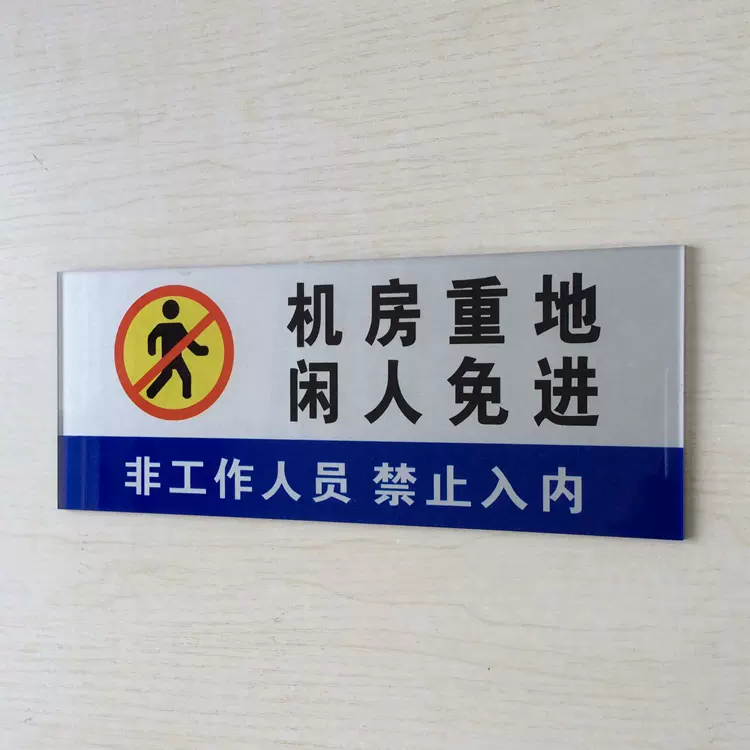 机房重地
闲人免进
非工作人员 禁止入内